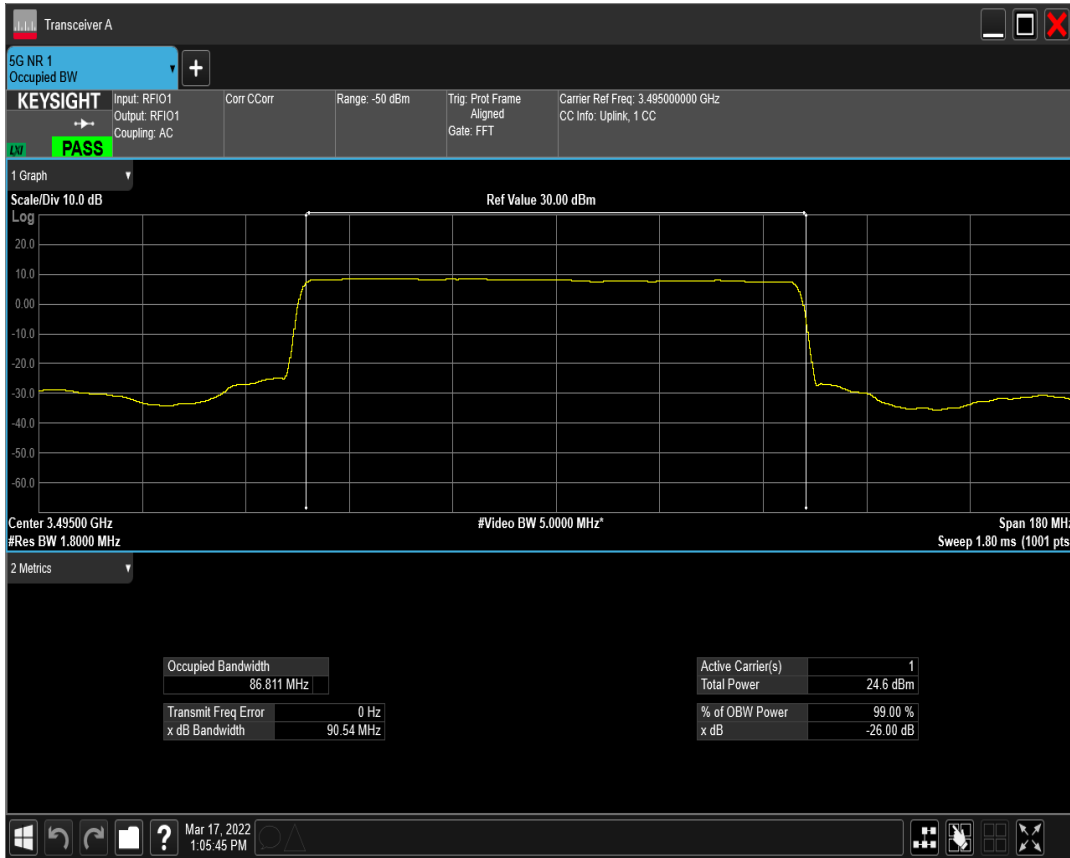 Transceiver A
5G NR 1
Occupied BW
KEYSIGHT
Input: RFIO1
Output: RFIO1
Coupling: AC
Corr CCorr
Range: -50 dBm
Trig: Prot Frame
Aligned
Gate: FFT
Carrier Ref Freq: 3.495000000 GHz
CC Info: Uplink, 1 CC
LXI
PASS
1 Graph
Scale/Div 10.0 dB
Ref Value 30.00 dBm
Log
20.0
10.0
0.00
-10.0
-20.0
-30.0
-40.0
-50.0
-60.0
Center 3.49500 GHz
#Video BW 5.0000 MHz*
Span 180 MHz
#Res BW 1.8000 MHz
Sweep 1.80 ms (1001 pts
2 Metrics
Occupied Bandwidth
86.811 MHz
Transmit Freq Error 0 Hz
x dB Bandwidth 90.54 MHz
Active Carrier(s) 1
Total Power 24.6 dBm
% of OBW Power 99.00 %
x dB -26.00 dB
?
Mar 17, 2022
1:05:45 PM